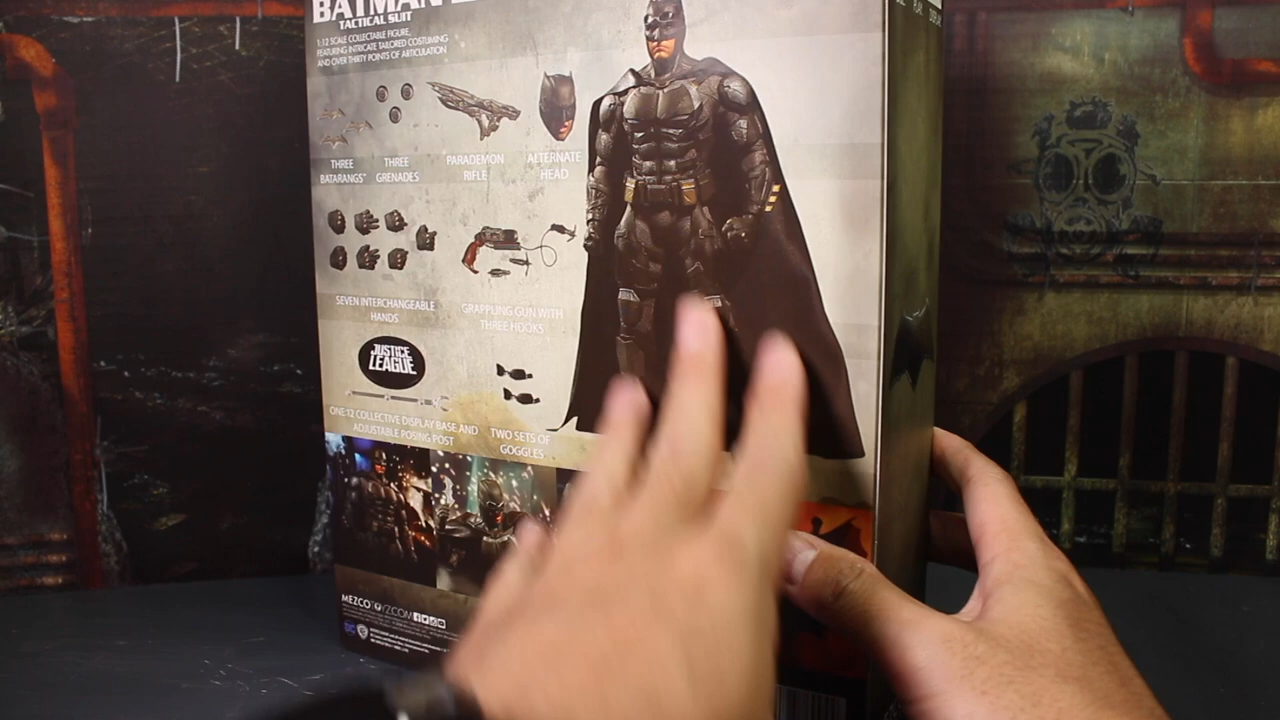 BATMAN
TACTICAL SUIT
1:12 SCALE COLLECTABLE FIGURE,
FEATURING INTRICATE TAILORED COSTUMING
AND OVER THIRTY POINTS OF ARTICULATION
THREE
BATARANGS™
THREE
GRENADES
PARADEMON
RIFLE
ALTERNATE
HEAD
SEVEN INTERCHANGEABLE
HANDS
GRAPPLING GUN WITH
THREE HOOKS
JUSTICE
LEAGUE
ONE:12 COLLECTIVE DISPLAY BASE AND
ADJUSTABLE POSING POST
TWO SETS OF
GOGGLES
MEZCOTOYZ.COM
DC